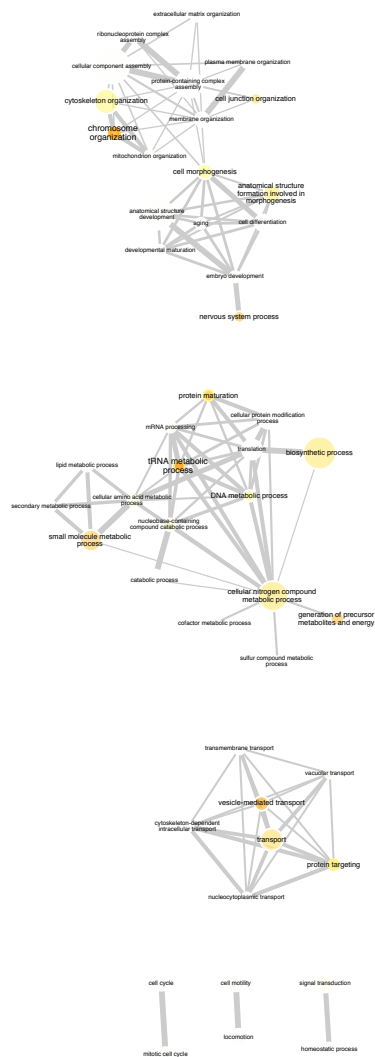 extracellular matrix organization
ribonucleoprotein complex
assembly
cellular component assembly
plasma membrane organization
protein-containing complex
assembly
cytoskeleton organization
cell junction organization
membrane organization
chromosome
organization
mitochondrion organization
cell morphogenesis
anatomical structure
formation involved in
morphogenesis
anatomical structure
development
aging
cell differentiation
developmental maturation
embryo development
nervous system process
protein maturation
cellular protein modification
process
mRNA processing
translation
biosynthetic process
tRNA metabolic
process
lipid metabolic process
cellular amino acid metabolic
process
DNA metabolic process
secondary metabolic process
nucleobase-containing
compound catabolic process
small molecule metabolic
process
catabolic process
cellular nitrogen compound
metabolic process
generation of precursor
metabolites and energy
cofactor metabolic process
sulfur compound metabolic
process
transmembrane transport
vacuolar transport
vesicle-mediated transport
cytoskeleton-dependent
intracellular transport
transport
protein targeting
nucleocytoplasmic transport
cell cycle
cell motility
signal transduction
locomotion
homeostatic process
mitotic cell cycle